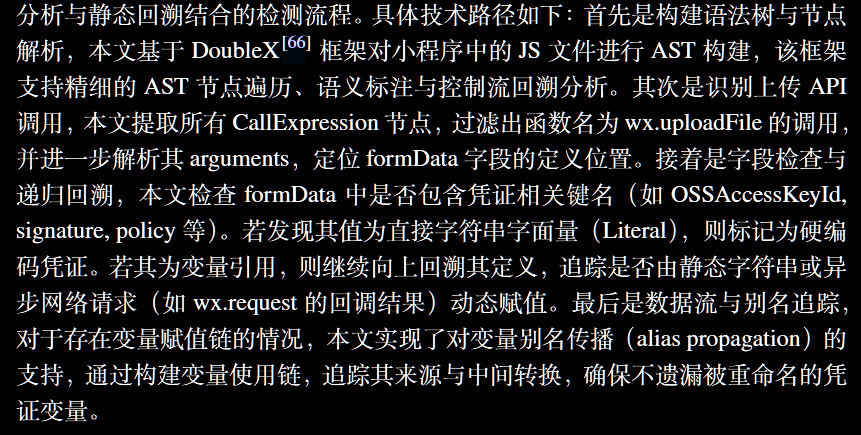 分析与静态回溯结合的检测流程。具体技术路径如下：首先是构建语法树与节点
解析，本文基于 DoubleX[66] 框架对小程序中的 JS 文件进行 AST 构建，该框架
支持精细的 AST 节点遍历、语义标注与控制流回溯分析。其次是识别上传 API
调用，本文提取所有 CallExpression 节点，过滤出函数名为 wx.uploadFile 的调用，
并进一步解析其 arguments，定位 formData 字段的定义位置。接着是字段检查与
递归回溯，本文检查 formData 中是否包含凭证相关键名（如 OSSAccessKeyId,
signature, policy 等）。若发现其值为直接字符串字面量（Literal），则标记为硬编
码凭证。若其为变量引用，则继续向上回溯其定义，追踪是否由静态字符串或异
步网络请求（如 wx.request 的回调结果）动态赋值。最后是数据流与别名追踪，
对于存在变量赋值链的情况，本文实现了对变量别名传播（alias propagation）的
支持，通过构建变量使用链，追踪其来源与中间转换，确保不遗漏被重命名的凭
证变量。